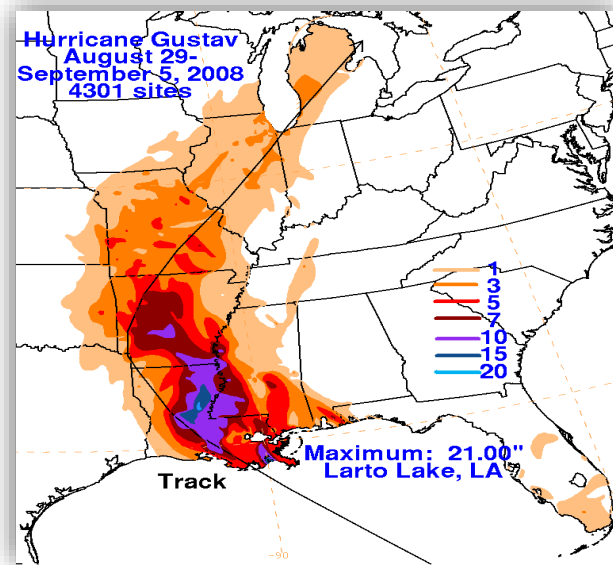 Hurricane Gustav
August 29-
September 5, 2008
4301 sites
1
3
5
7
10
15
20
Maximum: 21.00"
Larto Lake, LA
Track
-90